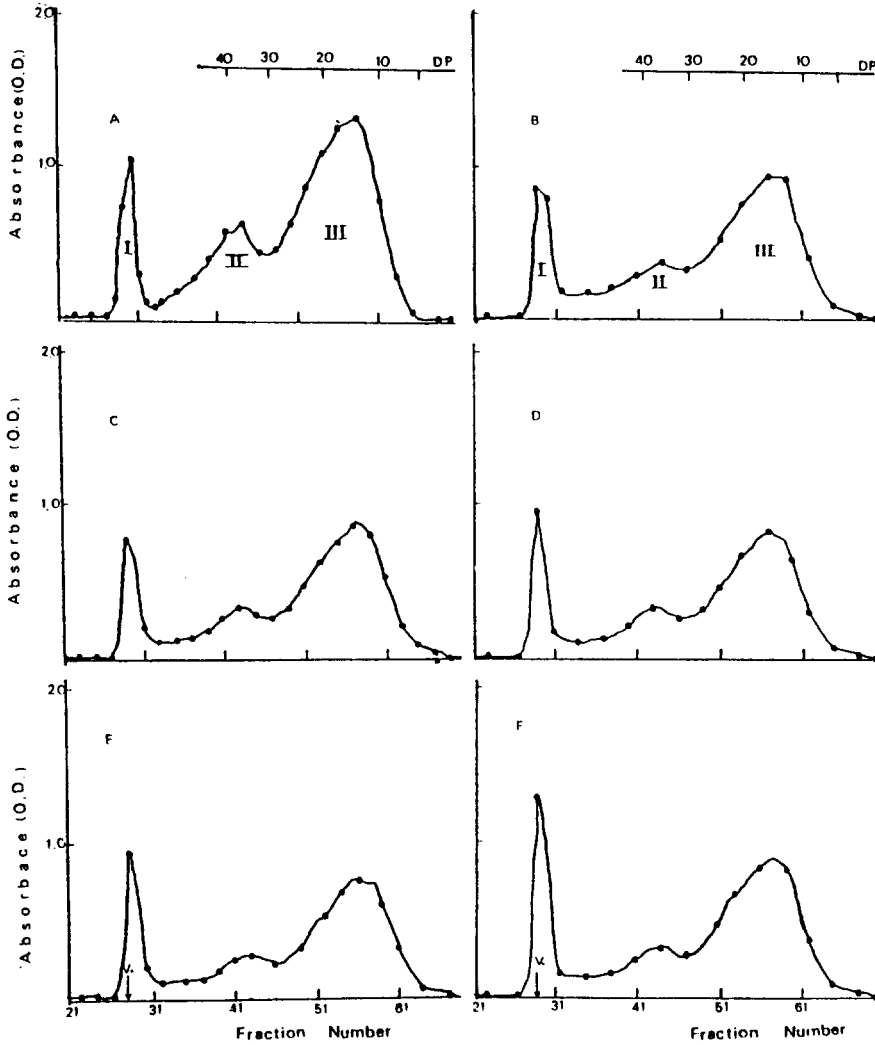 2.0
40 30 20 10 DP
A
1.0
I
II
III
Absorbance (O.D.)
40 30 20 10 DP
B
I
II
III
2.0
C
1.0
Absorbance (O.D.)
D
2.0
E
1.0
Absorbace (O.D.)
V.
21 31 41 51 61
Fraction Number
F
V.
21 31 41 51 61
Fraction Number